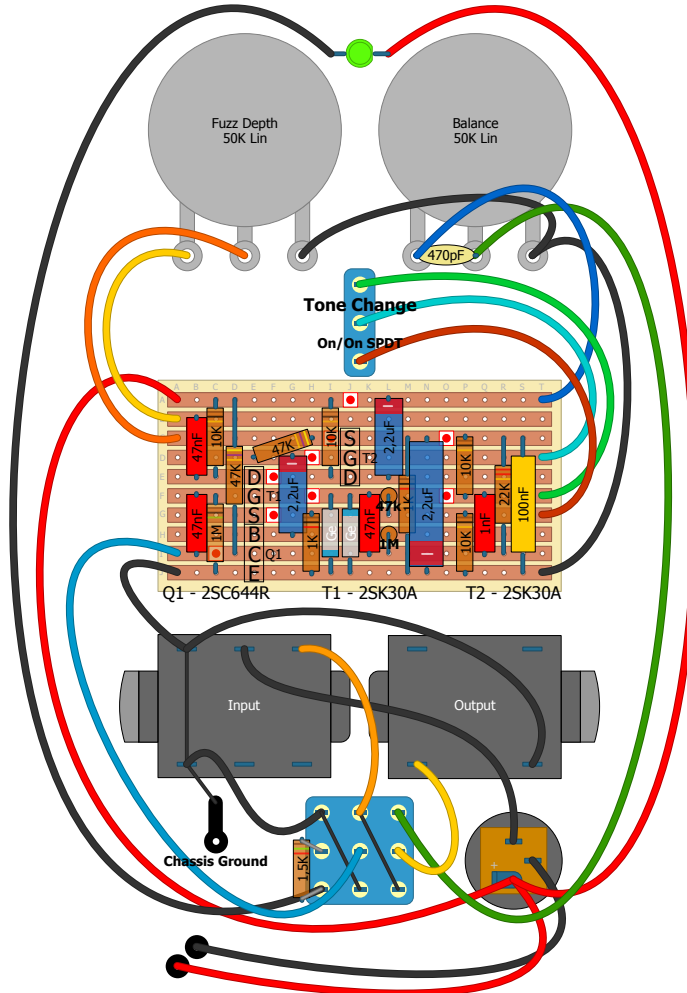 Fuzz Depth
50K Lin
Balance
50K Lin
470pF
Tone Change
On/On SPDT
A B C D E F G H I J K L M N O P Q R S T
47nF
10K
47K
47K
2,2uF
10K
S
G
D
T2
2,2uF
2,2uF
10K
22K
100nF
D
G
S
T1
47nF
1M
B
C
E
Q1
1K
Ge
Ge
47nF
47k
1M
1K
10K
1nF
Q1 - 2SC644R
T1 - 2SK30A
T2 - 2SK30A
Input
Output
Chassis Ground
1,5K
+